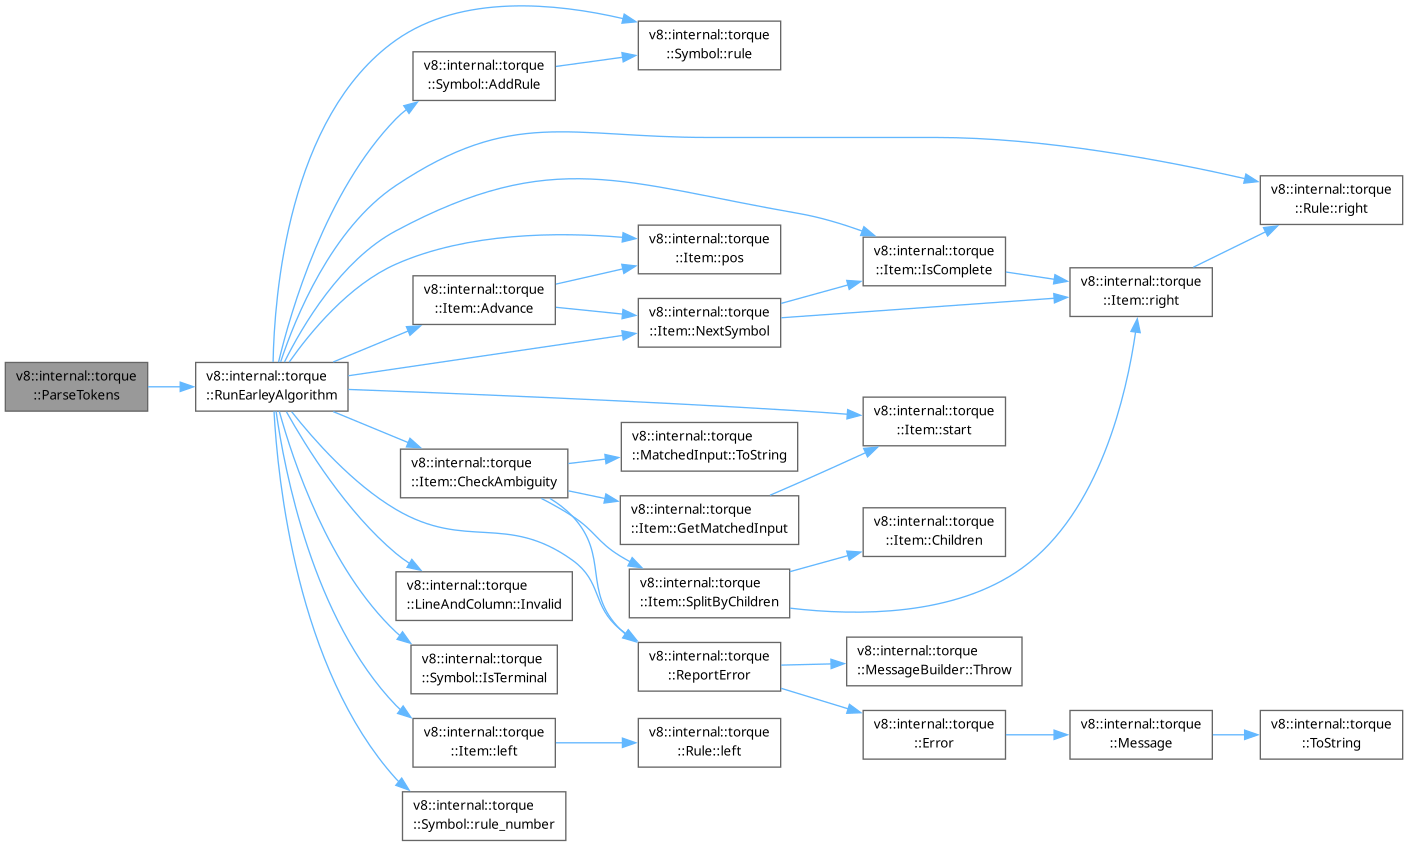 v8::internal::torque
::ParseTokens
v8::internal::torque
::RunEarleyAlgorithm
v8::internal::torque
::Symbol::AddRule
v8::internal::torque
::Symbol::rule
v8::internal::torque
::Rule::right
v8::internal::torque
::Item::pos
v8::internal::torque
::Item::IsComplete
v8::internal::torque
::Item::right
v8::internal::torque
::Item::Advance
v8::internal::torque
::Item::NextSymbol
v8::internal::torque
::Item::start
v8::internal::torque
::Item::CheckAmbiguity
v8::internal::torque
::MatchedInput::ToString
v8::internal::torque
::Item::GetMatchedInput
v8::internal::torque
::Item::Children
v8::internal::torque
::Item::SplitByChildren
v8::internal::torque
::LineAndColumn::Invalid
v8::internal::torque
::Symbol::IsTerminal
v8::internal::torque
::ReportError
v8::internal::torque
::MessageBuilder::Throw
v8::internal::torque
::Error
v8::internal::torque
::Message
v8::internal::torque
::ToString
v8::internal::torque
::Item::left
v8::internal::torque
::Rule::left
v8::internal::torque
::Symbol::rule_number